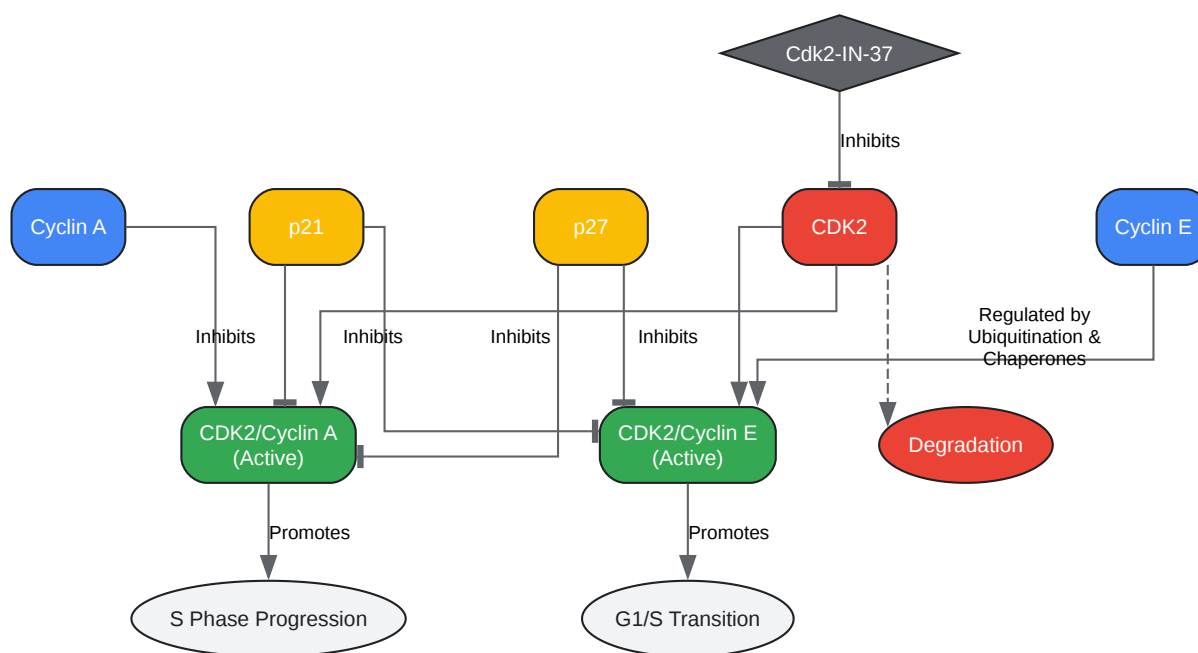 Cdk2-IN-37
Inhibits
Cyclin A
p21
p27
CDK2
Cyclin E
Regulated by
Ubiquitination &
Chaperones
Inhibits
Inhibits
Inhibits
Inhibits
CDK2/Cyclin A
(Active)
CDK2/Cyclin E
(Active)
Degradation
Promotes
Promotes
S Phase Progression
G1/S Transition